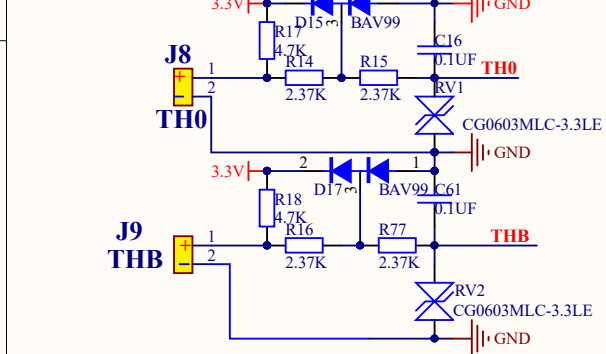 3.3V
D15
3
BAV99
GND
R17
4.7K
C16
0.1UF
J8
1
2
R14
2.37K
R15
2.37K
TH0
RV1
TH0
CG0603MLC-3.3LE
GND
3.3V
2
D17
3
BAV99
1
C61
0.1UF
R18
4.7K
J9
THB
1
2
R16
2.37K
R77
2.37K
THB
RV2
CG0603MLC-3.3LE
GND